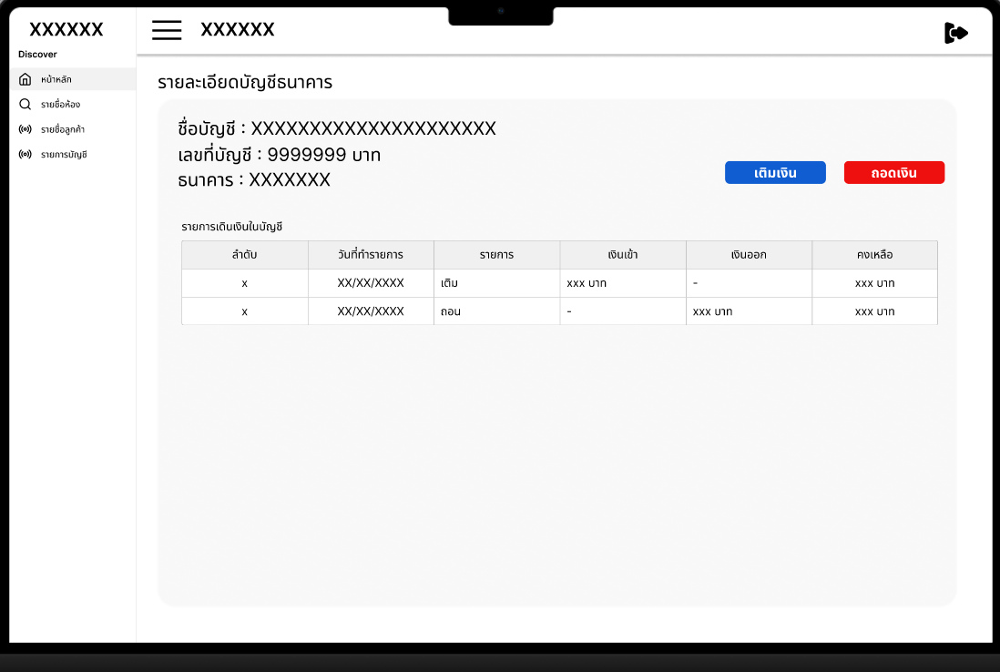 XXXXXX
Discover
หน้าหลัก
รายชื่อห้อง
รายชื่อลูกค้า
รายการบัญชี
XXXXXX
รายละเอียดบัญชีธนาคาร
ชื่อบัญชี : XXXXXXXXXXXXXXXXXXXXX
เลขที่บัญชี : 9999999 บาท
ธนาคาร : XXXXXXX
เติมเงิน ถอดเงิน
รายการเดินเงินในบัญชี
ลำดับ วันที่ทำรายการ รายการ เงินเข้า เงินออก คงเหลือ
x XX/XX/XXXX เติม xxx บาท - xxx บาท
x XX/XX/XXXX ถอน - xxx บาท xxx บาท